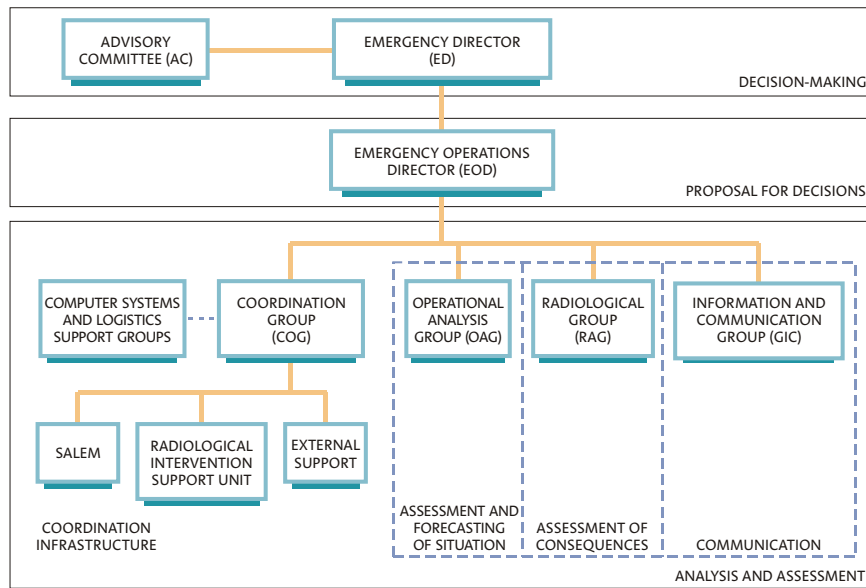 ADVISORY
COMMITTEE (AC)
EMERGENCY DIRECTOR
(ED)
DECISION-MAKING
EMERGENCY OPERATIONS
DIRECTOR (EOD)
PROPOSAL FOR DECISIONS
COMPUTER SYSTEMS
AND LOGISTICS
SUPPORT GROUPS
COORDINATION
GROUP
(COG)
OPERATIONAL
ANALYSIS
GROUP (OAG)
RADIOLOGICAL
GROUP
(RAG)
INFORMATION AND
COMMUNICATION
GROUP (GIC)
SALEM
RADIOLOGICAL
INTERVENTION
SUPPORT UNIT
EXTERNAL
SUPPORT
COORDINATION
INFRASTRUCTURE
ASSESSMENT AND
FORECASTING
OF SITUATION
ASSESSMENT OF
CONSEQUENCES
COMMUNICATION
ANALYSIS AND ASSESSMENT